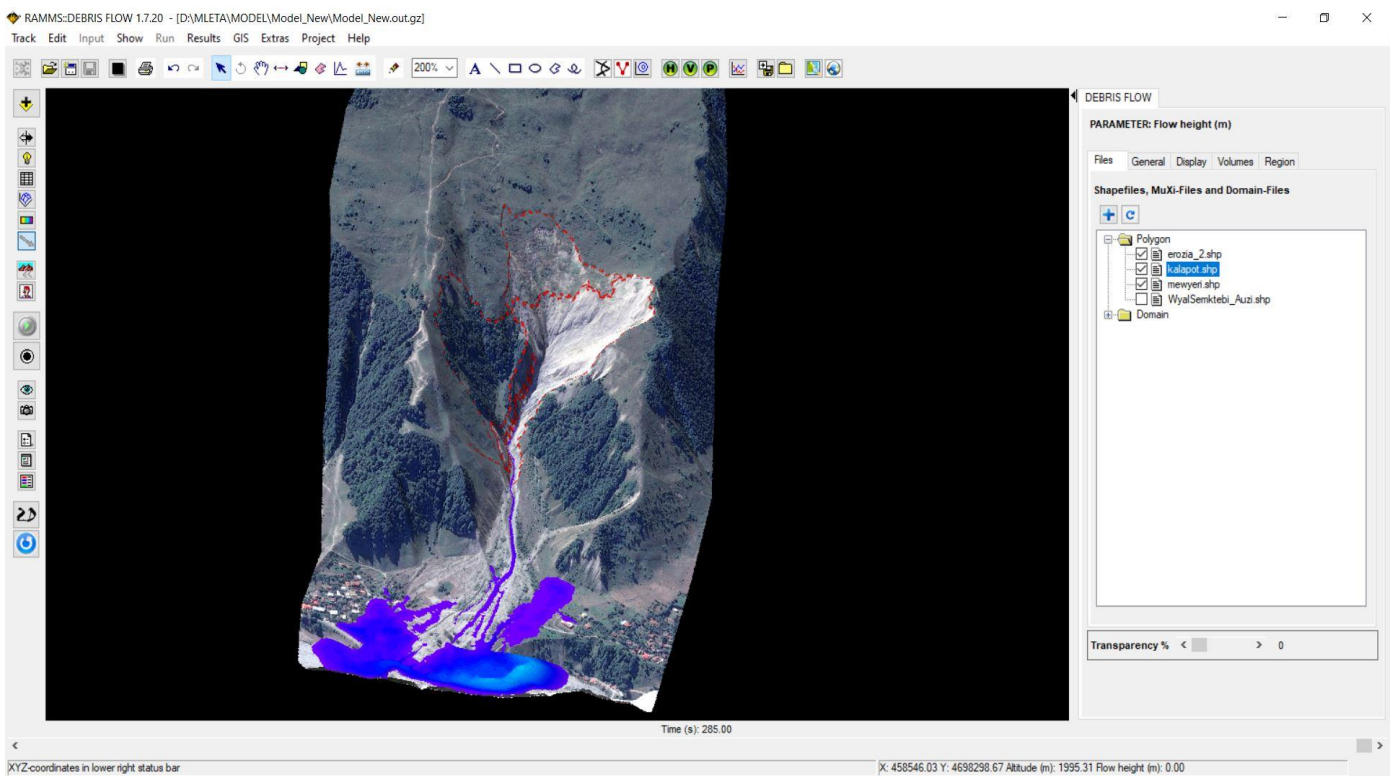 RAMMS::DEBRIS FLOW 1.7.20 - [D:\MLETA\MODEL\Model_New\Model_New.out.gz]
Track Edit Input Show Run Results GIS Extras Project Help
200%
A
H V P
DEBRIS FLOW
PARAMETER: Flow height (m)
Files General Display Volumes Region
Shapefiles, MuXi-Files and Domain-Files
Polygon
erozia_2.shp
kalapot.shp
mewyeri.shp
WyalSemktebi_Auzi.shp
Domain
Transparency % < > 0
Time (s): 285.00
XYZ-coordinates in lower right status bar
X: 458546.03 Y: 4698298.67 Altitude (m): 1995.31 Flow height (m): 0.00